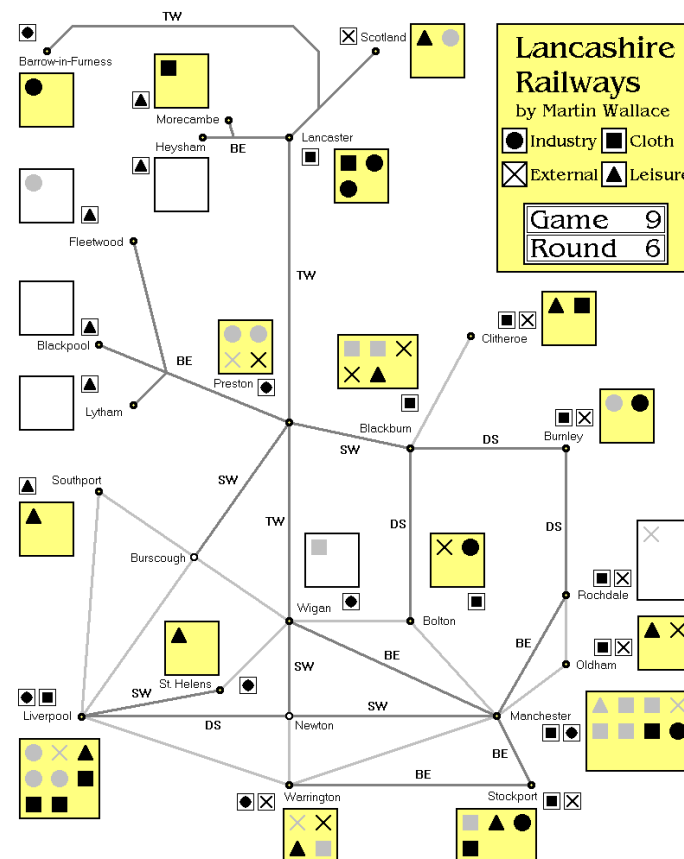 TW
Scotland
Lancashire
Railways
by Martin Wallace
Industry Cloth
External Leisure
Game 9
Round 6
Barrow-in-Furness
Morecambe
Lancaster
Heysham
BE
Fleetwood
TW
Clitheroe
Blackpool
BE
Preston
Lytham
Blackburn
SW
DS
Burnley
Southport
SW
TW
DS
DS
Burscough
Rochdale
Wigan
Bolton
BE
BE
Oldham
St. Helens
SW
SW
SW
Liverpool
DS
Newton
Manchester
BE
BE
Warrington
Stockport